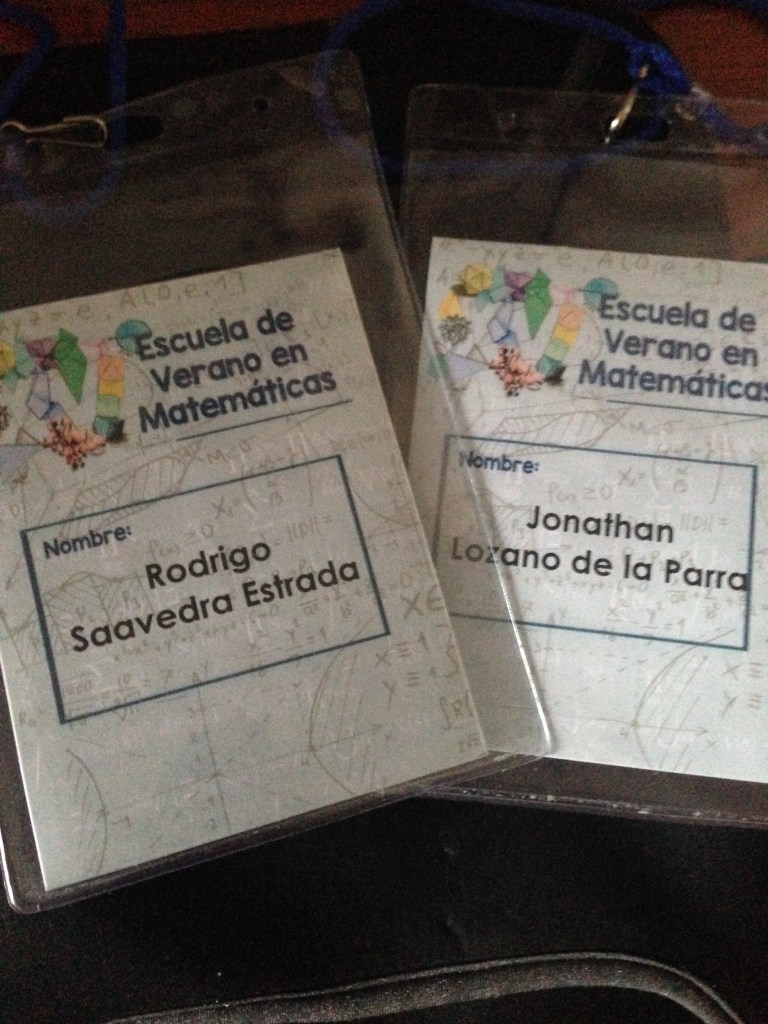 Escuela de
Verano en
Matemáticas
Nombre:
Rodrigo
Saavedra Estrada
Escuela de
Verano en
Matemáticas
Nombre:
Jonathan
Lozano de la Parra